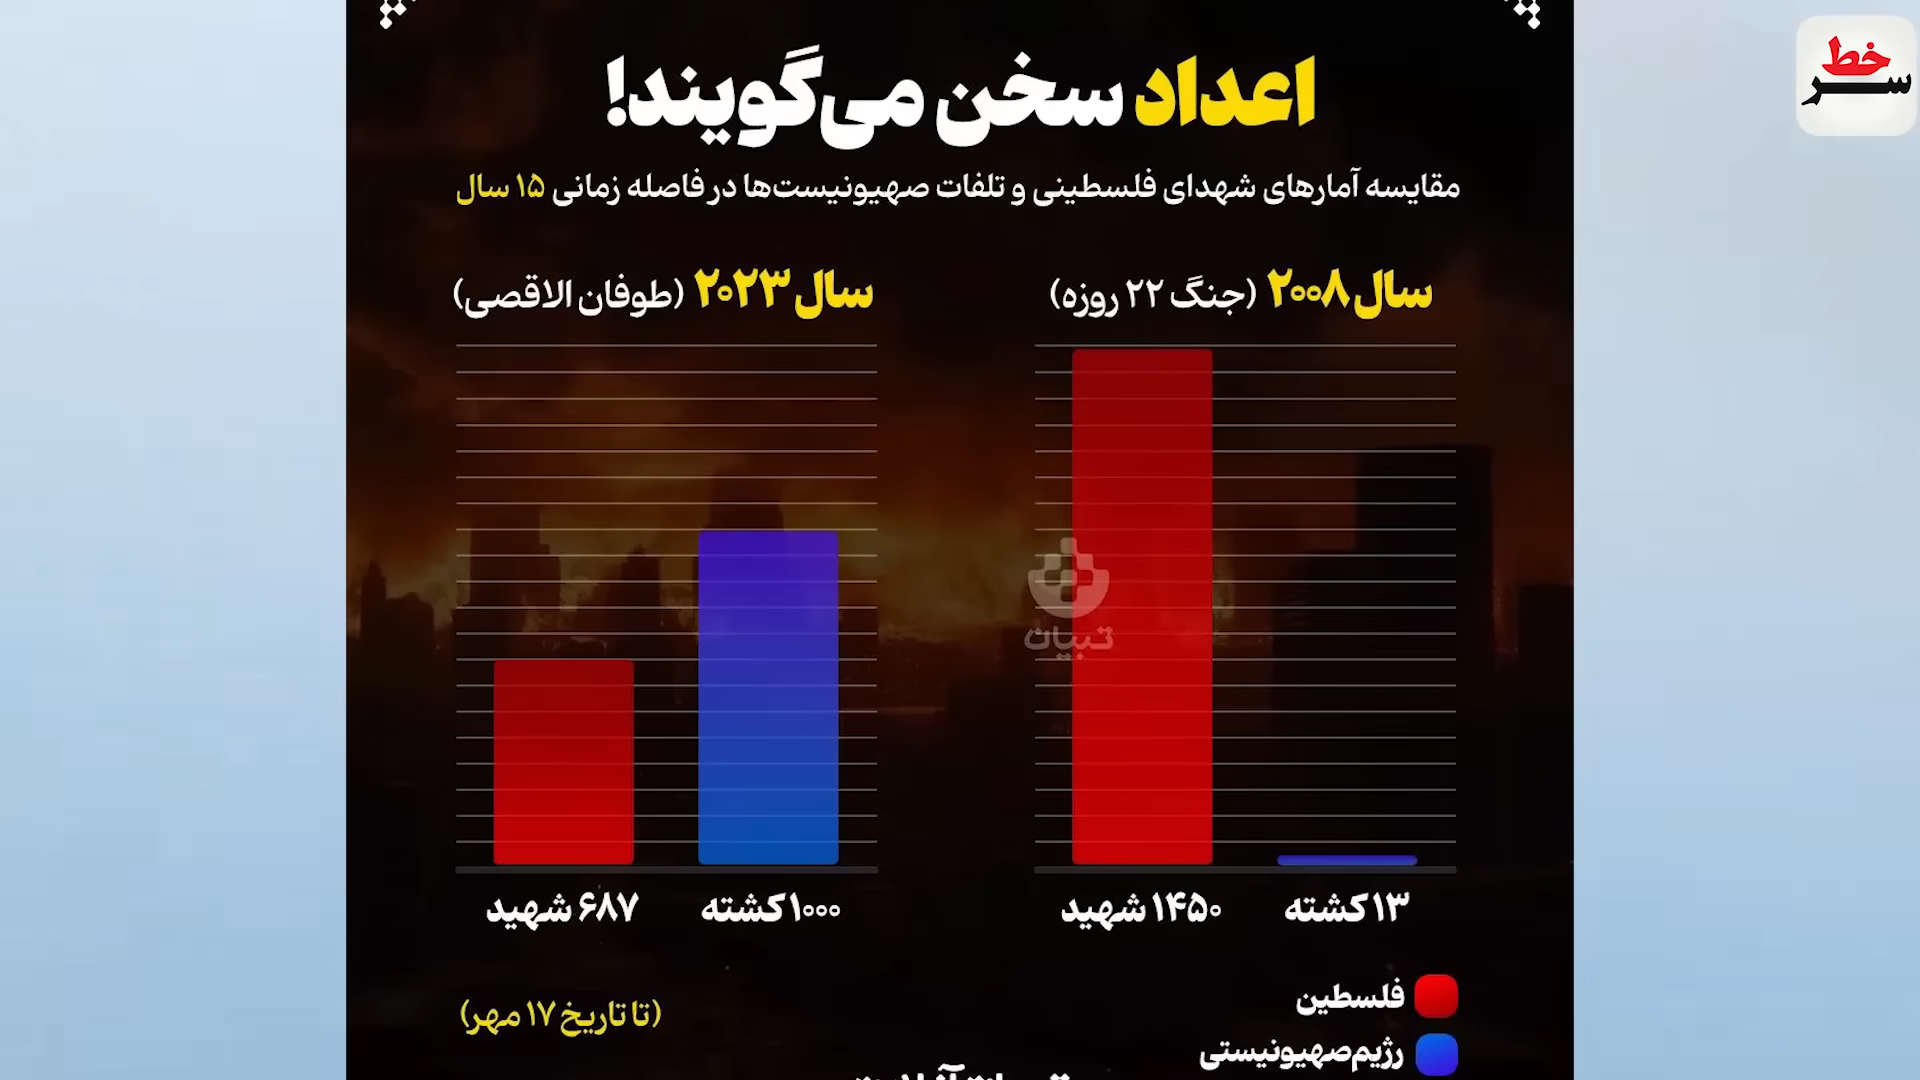 خط
سر
اعداد سخن می‌گویند!
مقایسه آمارهای شهدای فلسطینی و تلفات صهیونیست‌ها در فاصله زمانی ۱۵ سال
سال ۲۰۰۸ (جنگ ۲۲ روزه)
سال ۲۰۲۳ (طوفان الاقصی)
تبیان
۱۳ کشته
۱۴۵۰ شهید
۱۰۰۰ کشته
۶۸۷ شهید
فلسطین
رژیم‌صهیونیستی
(تا تاریخ ۱۷ مهر)